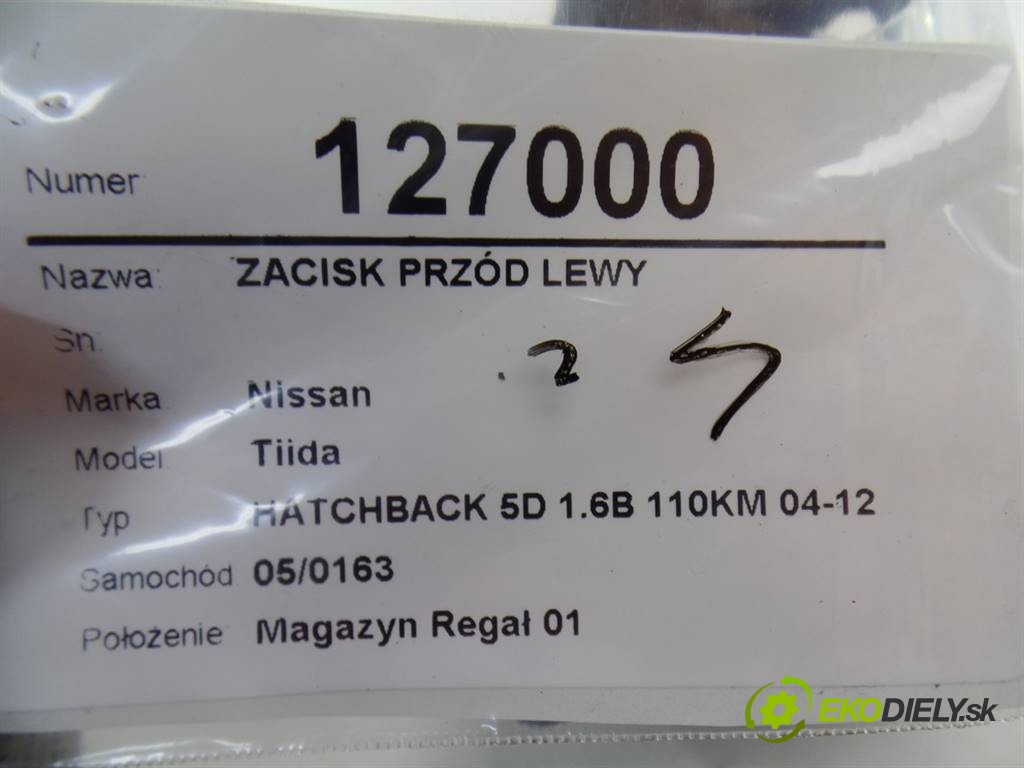 Numer: 127000
Nazwa: ZACISK PRZÓD LEWY
Sn:
Marka: Nissan
Model Tiida
Typ HATCHBACK 5D 1.6B 110KM 04-12
Samochód 05/0163
Położenie Magazyn Regał 01
EKODIELY.sk